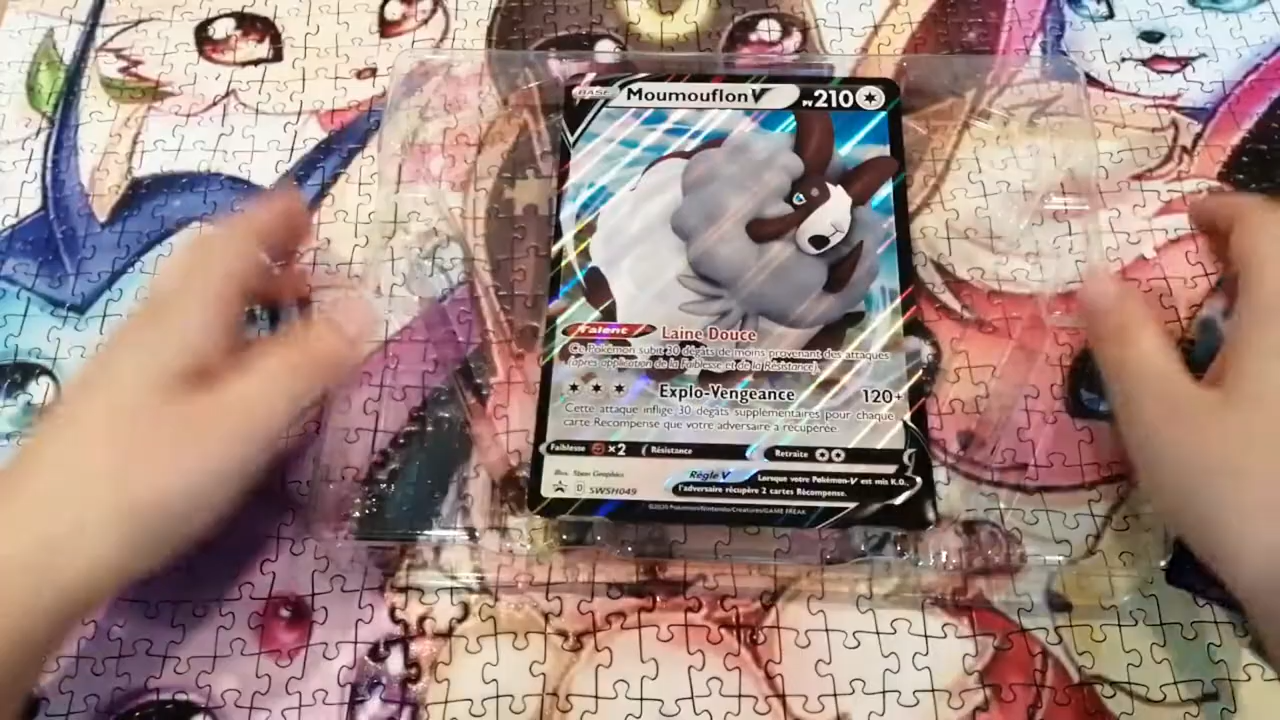 BASE Moumouflon V PV 210
Talent Laine Douce
Ce Pokémon subit 30 dégâts de moins provenant des attaques
(après application de la Faiblesse et de la Résistance).
Explo-Vengeance 120+
Cette attaque inflige 30 dégâts supplémentaires pour chaque
carte Récompense que votre adversaire a récupérée.
Faiblesse ×2 Résistance Retraite
Illus. 5ban Graphics Règle V Lorsque votre Pokémon-V est mis K.O.,
D SWSH049 l'adversaire récupère 2 cartes Récompense.
©2020 Pokémon/Nintendo/Creatures/GAME FREAK